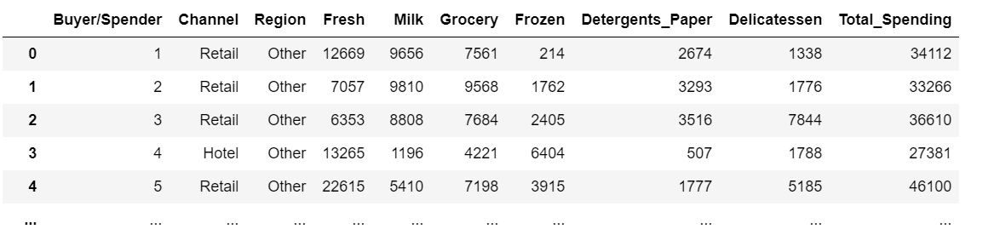 Buyer/Spender Channel Region Fresh Milk Grocery Frozen Detergents_Paper Delicatessen Total_Spending
0 1 Retail Other 12669 9656 7561 214 2674 1338 34112
1 2 Retail Other 7057 9810 9568 1762 3293 1776 33266
2 3 Retail Other 6353 8808 7684 2405 3516 7844 36610
3 4 Hotel Other 13265 1196 4221 6404 507 1788 27381
4 5 Retail Other 22615 5410 7198 3915 1777 5185 46100
... ... ... ... ... ... ... ... ... ... ...